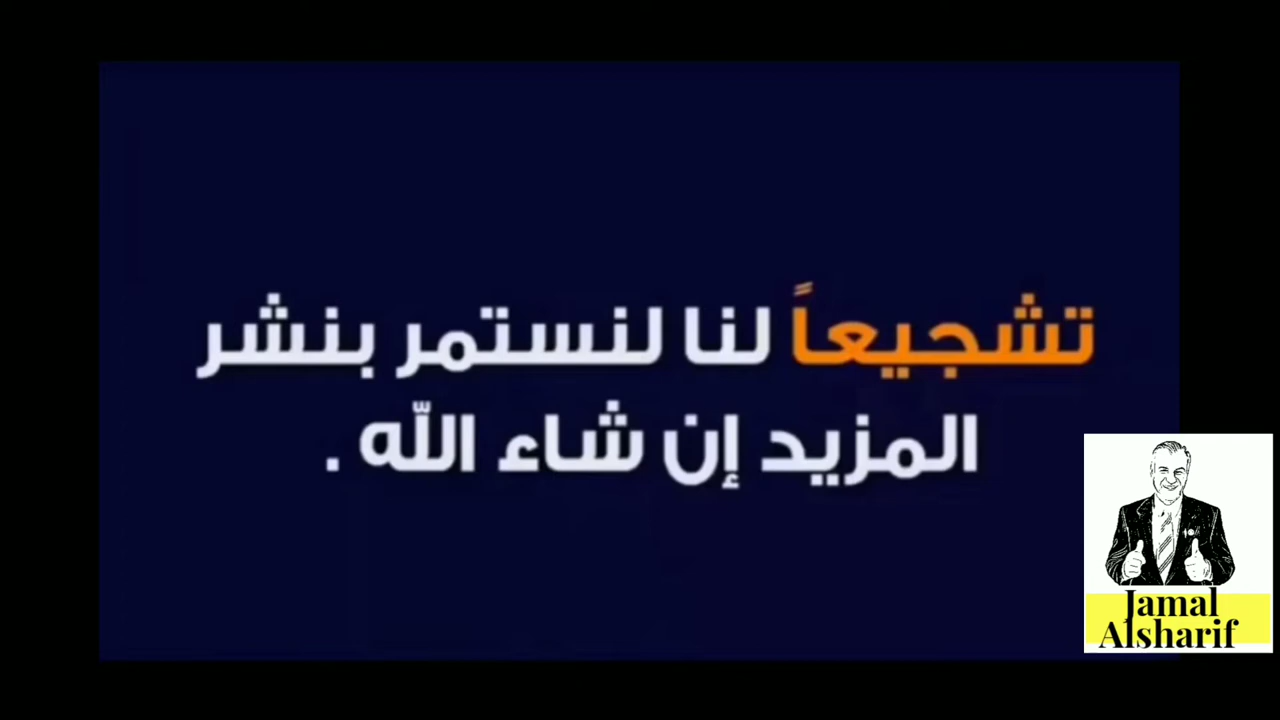 تشجيعاً لنا لنستمر بنشر
المزيد إن شاء الله .
Jamal
Alsharif